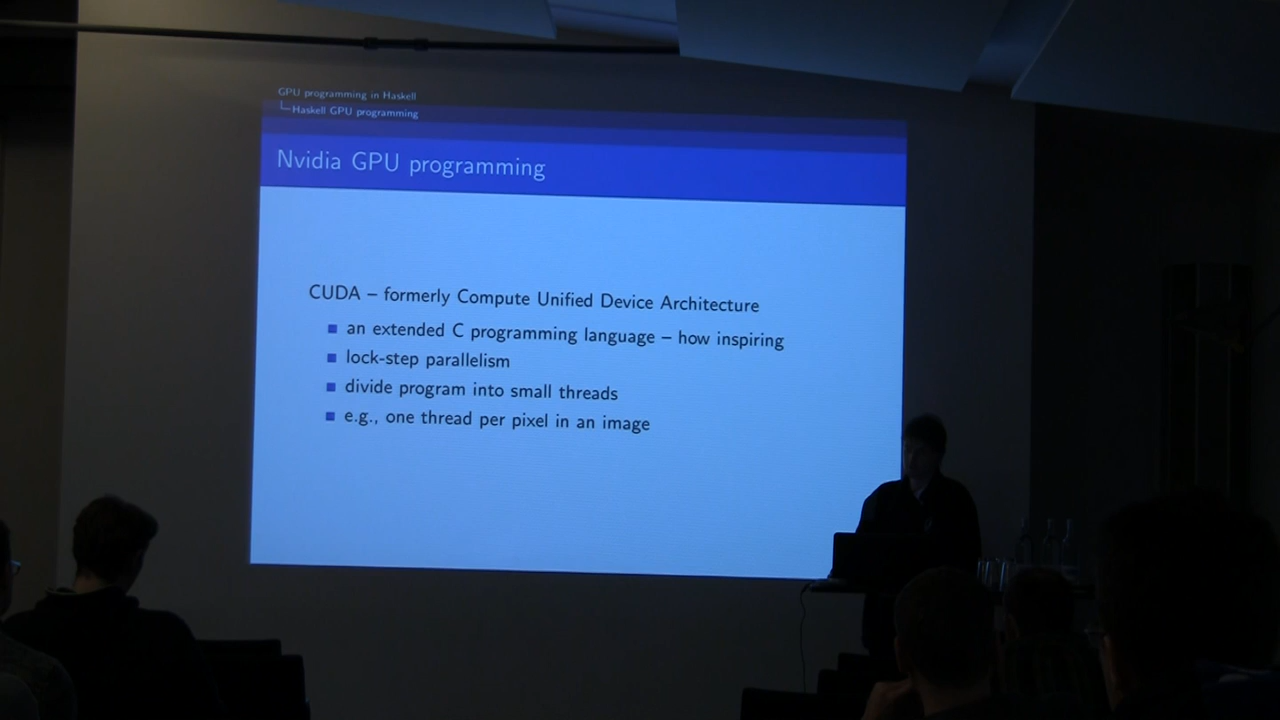 GPU programming in Haskell
Haskell GPU programming
Nvidia GPU programming
CUDA – formerly Compute Unified Device Architecture
an extended C programming language – how inspiring
lock-step parallelism
divide program into small threads
e.g., one thread per pixel in an image